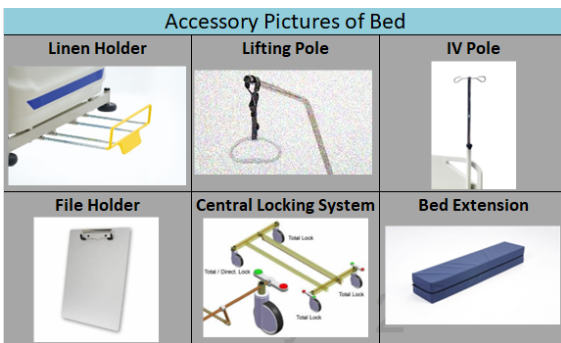 Accessory Pictures of Bed
Linen Holder
Lifting Pole
IV Pole
File Holder
Central Locking System
Bed Extension
Total Lock
Total / Direct. Lock
Total Lock
Total Lock